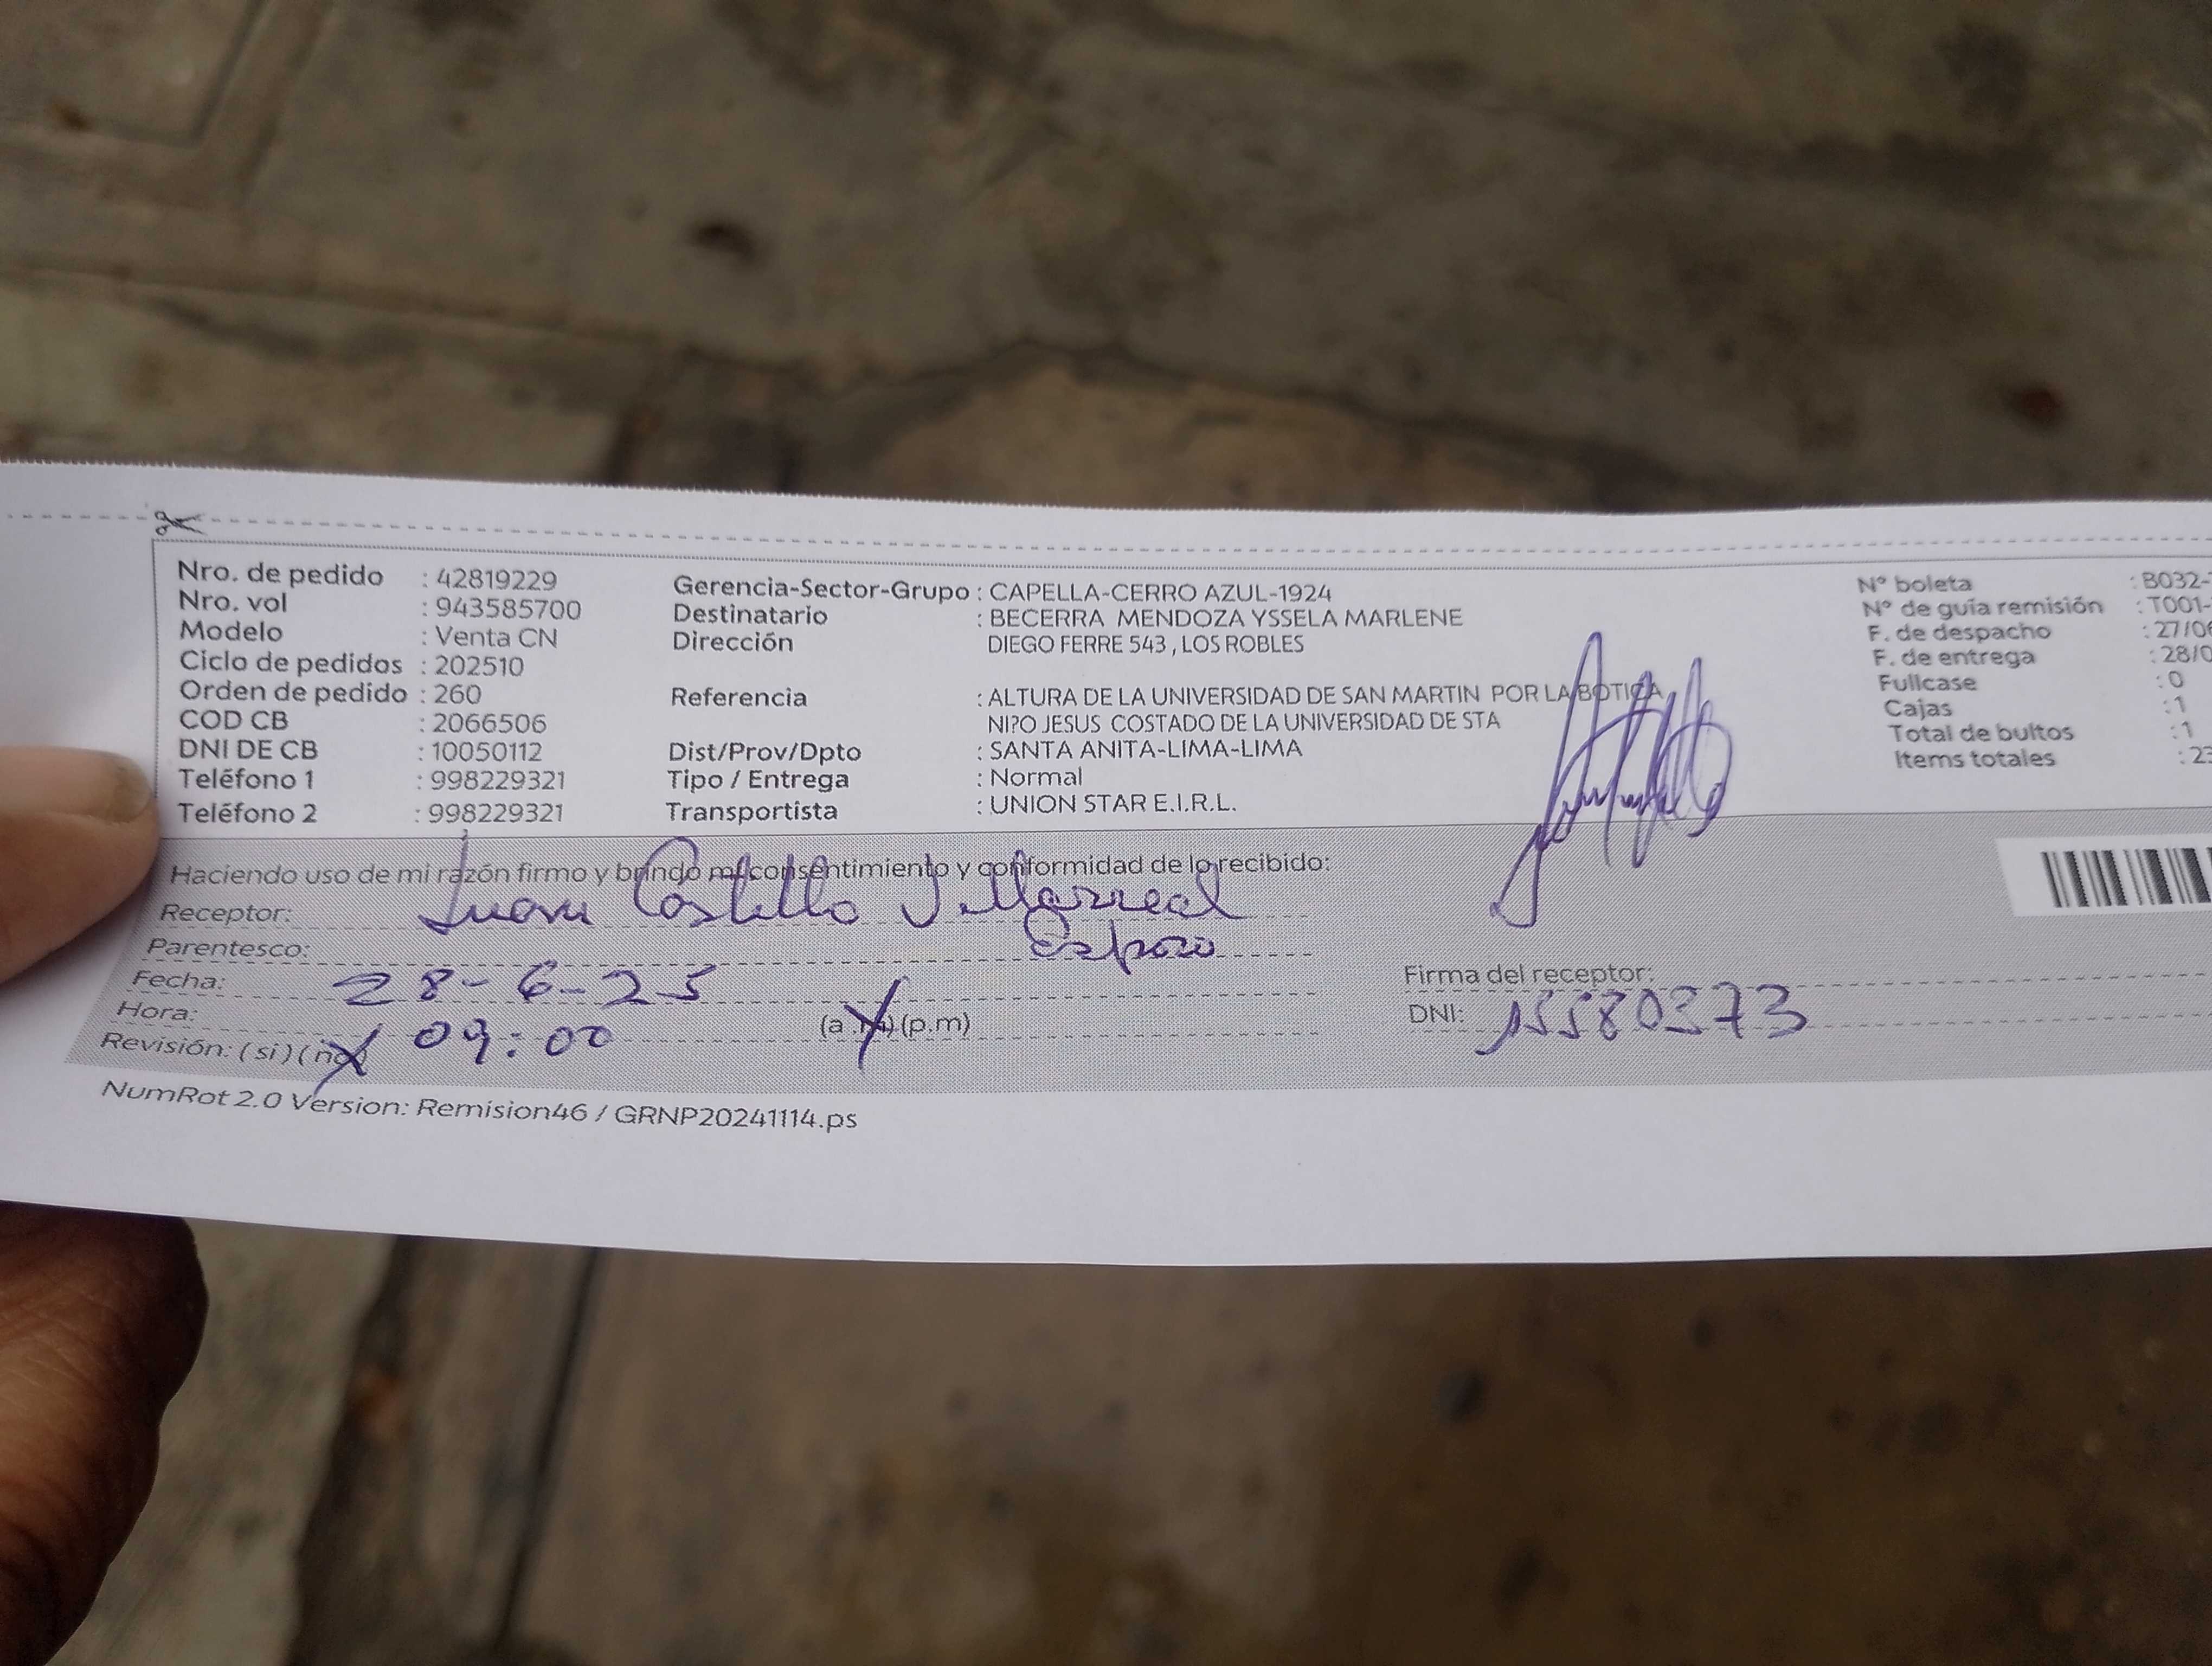 Nro. de pedido : 42819229
Nro. vol : 943585700
Modelo : Venta CN
Ciclo de pedidos : 202510
Orden de pedido : 260
COD CB : 2066506
DNI DE CB : 10050112
Teléfono 1 : 998229321
Teléfono 2 : 998229321
Gerencia-Sector-Grupo : CAPELLA-CERRO AZUL-1924
Destinatario : BECERRA MENDOZA YSSELA MARLENE
Dirección DIEGO FERRE 543 , LOS ROBLES
Referencia : ALTURA DE LA UNIVERSIDAD DE SAN MARTIN POR LA BOTICA
NI?O JESUS COSTADO DE LA UNIVERSIDAD DE STA
Dist/Prov/Dpto : SANTA ANITA-LIMA-LIMA
Tipo / Entrega : Normal
Transportista : UNION STAR E.I.R.L.
Nº boleta : B032-
Nº de guía remisión : T001-
F. de despacho : 27/06
F. de entrega : 28/0
Fullcase : 0
Cajas : 1
Total de bultos : 1
Items totales : 23
Haciendo uso de mi razón firmo y brindo mi consentimiento y conformidad de lo recibido:
Receptor: Juan Castillo Villarreal
Parentesco: Esposo
Fecha: 28-6-25
Hora: 09:00 (a.m) (p.m)
Revisión: (si) (no)
Firma del receptor:
DNI: 15580373
NumRot 2.0 Version: Remision46 / GRNP20241114.ps